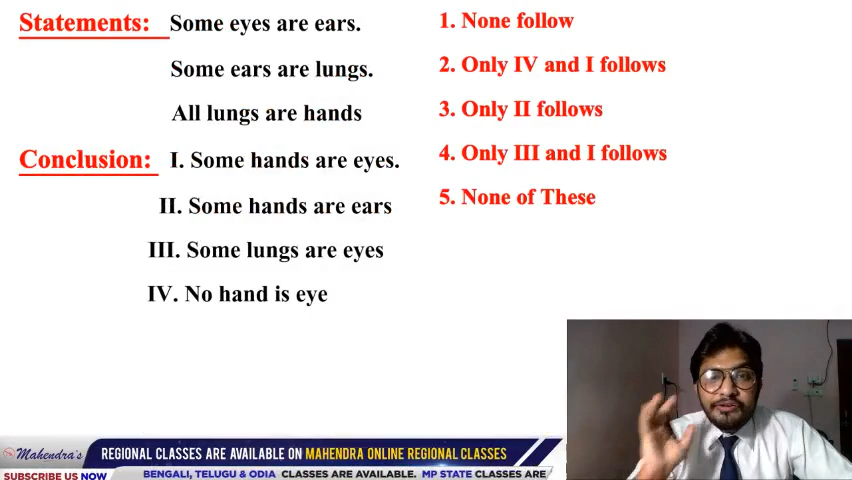 Statements: Some eyes are ears.
Some ears are lungs.
All lungs are hands
Conclusion: I. Some hands are eyes.
II. Some hands are ears
III. Some lungs are eyes
IV. No hand is eye
1. None follow
2. Only IV and I follows
3. Only II follows
4. Only III and I follows
5. None of These
Mahendra's
REGIONAL CLASSES ARE AVAILABLE ON MAHENDRA ONLINE REGIONAL CLASSES
SUBSCRIBE US NOW
BENGALI, TELUGU & ODIA CLASSES ARE AVAILABLE. MP STATE CLASSES ARE